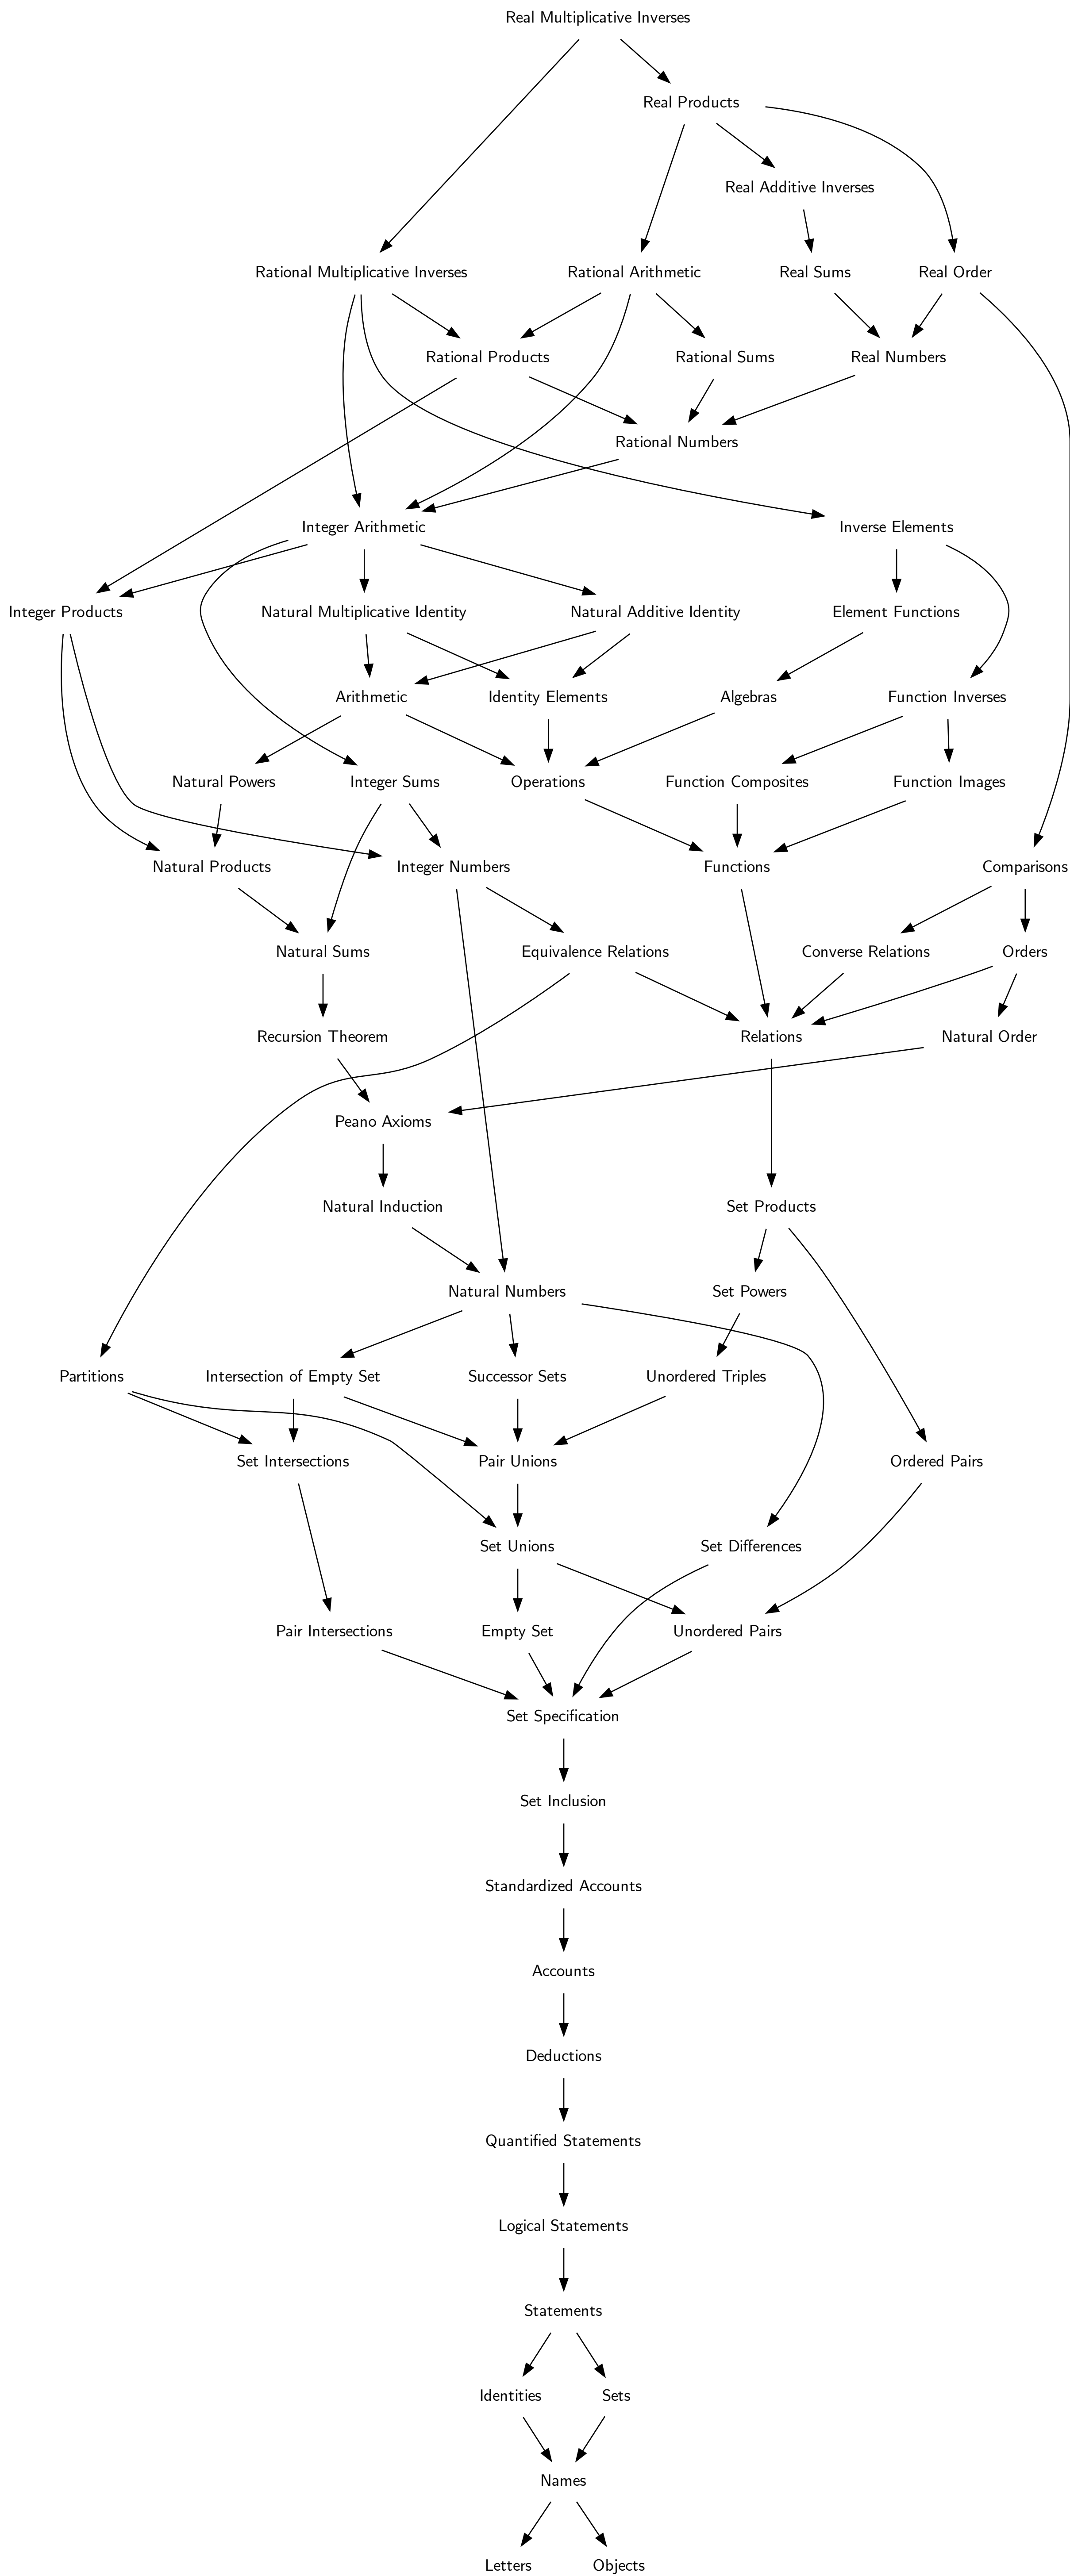 Real Multiplicative Inverses
Real Products
Real Additive Inverses
Rational Multiplicative Inverses
Rational Arithmetic
Real Sums
Real Order
Rational Products
Rational Sums
Real Numbers
Rational Numbers
Integer Arithmetic
Inverse Elements
Integer Products
Natural Multiplicative Identity
Natural Additive Identity
Element Functions
Arithmetic
Identity Elements
Algebras
Function Inverses
Natural Powers
Integer Sums
Operations
Function Composites
Function Images
Natural Products
Integer Numbers
Functions
Comparisons
Natural Sums
Equivalence Relations
Converse Relations
Orders
Recursion Theorem
Relations
Natural Order
Peano Axioms
Natural Induction
Set Products
Natural Numbers
Set Powers
Partitions
Intersection of Empty Set
Successor Sets
Unordered Triples
Set Intersections
Pair Unions
Ordered Pairs
Set Unions
Set Differences
Pair Intersections
Empty Set
Unordered Pairs
Set Specification
Set Inclusion
Standardized Accounts
Accounts
Deductions
Quantified Statements
Logical Statements
Statements
Identities
Sets
Names
Letters
Objects